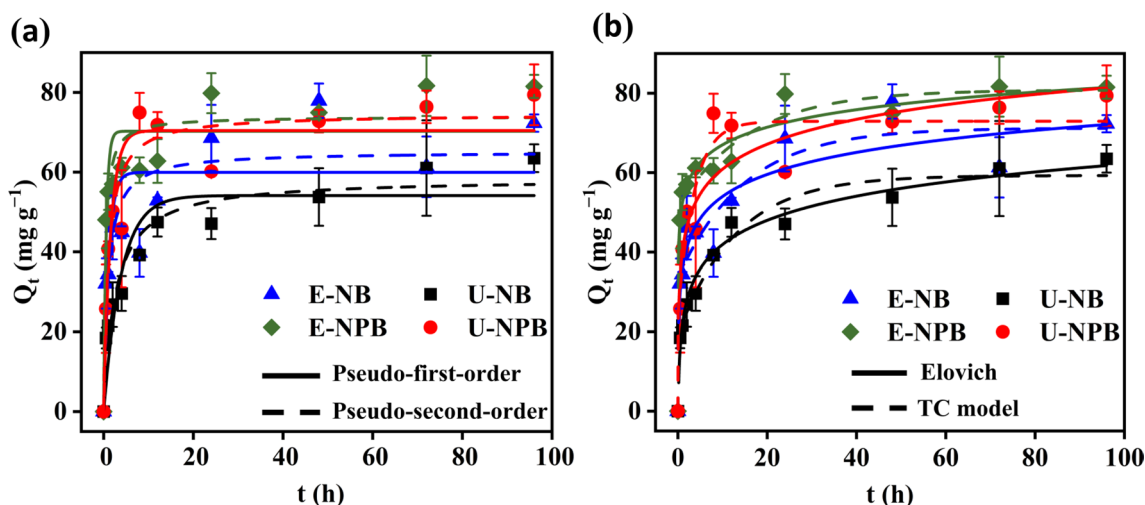 (a)
Q_t (mg g⁻¹)
80
60
40
20
0
E-NB
U-NB
E-NPB
U-NPB
Pseudo-first-order
Pseudo-second-order
0 20 40 60 80 100
t (h)
(b)
Q_t (mg g⁻¹)
80
60
40
20
0
E-NB
U-NB
E-NPB
U-NPB
Elovich
TC model
0 20 40 60 80 100
t (h)